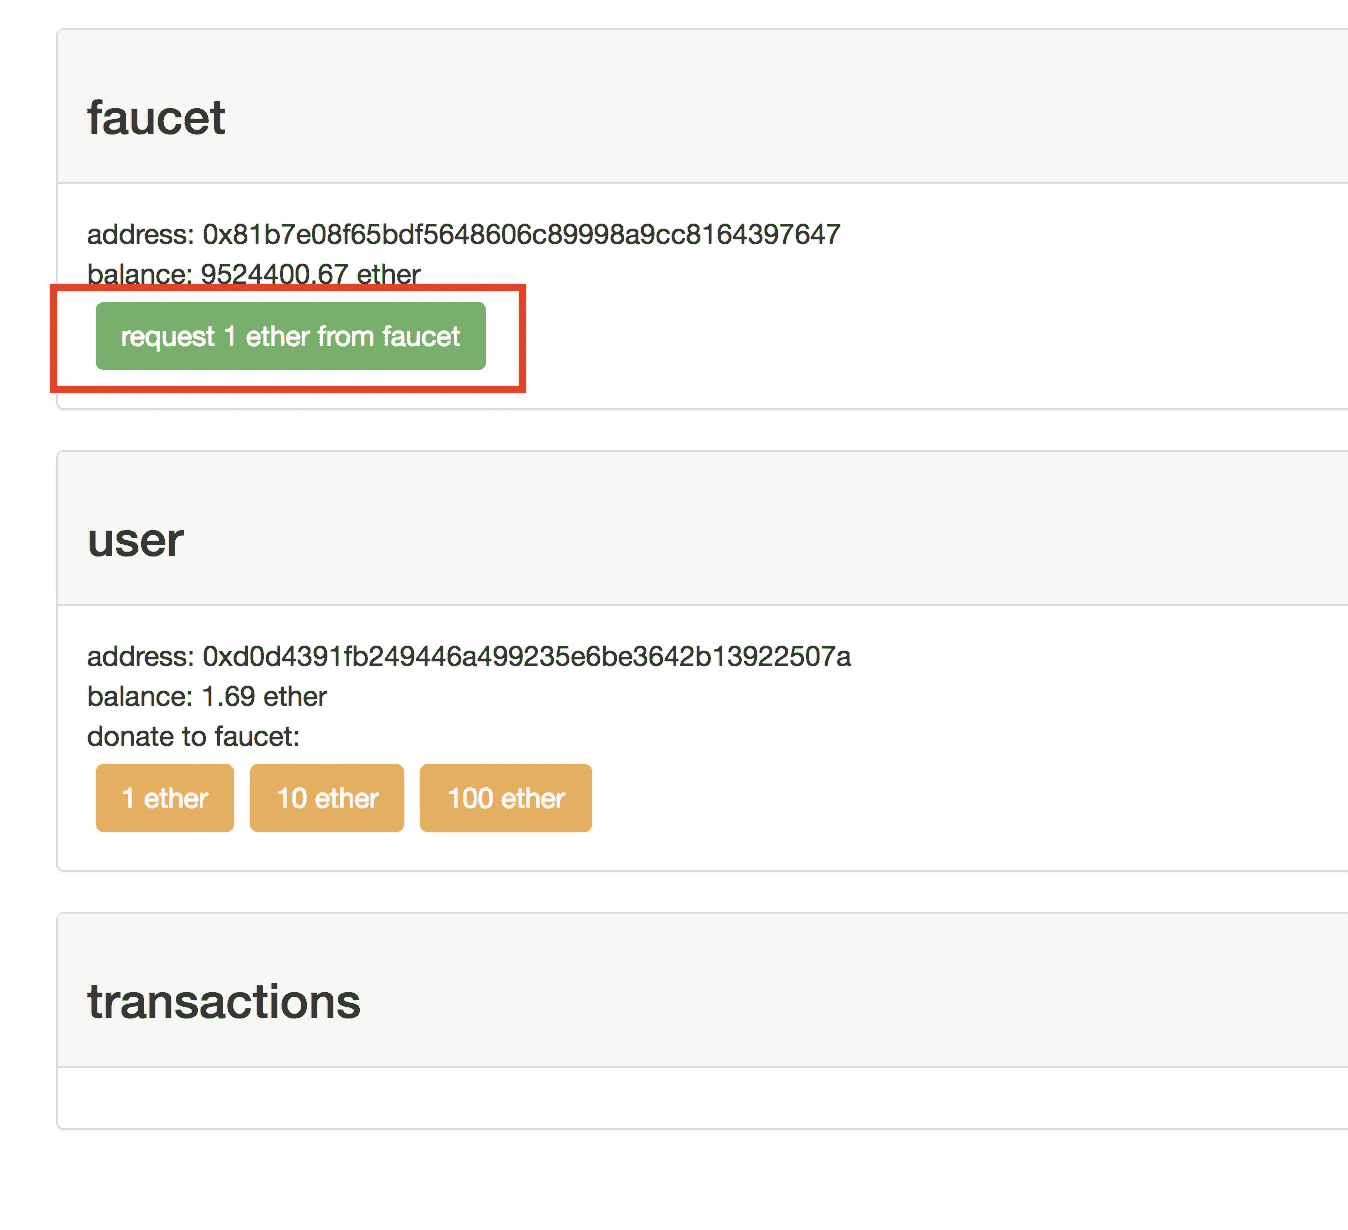 faucet
address: 0x81b7e08f65bdf5648606c89998a9cc8164397647
balance: 9524400.67 ether
request 1 ether from faucet
user
address: 0xd0d4391fb249446a499235e6be3642b13922507a
balance: 1.69 ether
donate to faucet:
1 ether 10 ether 100 ether
transactions